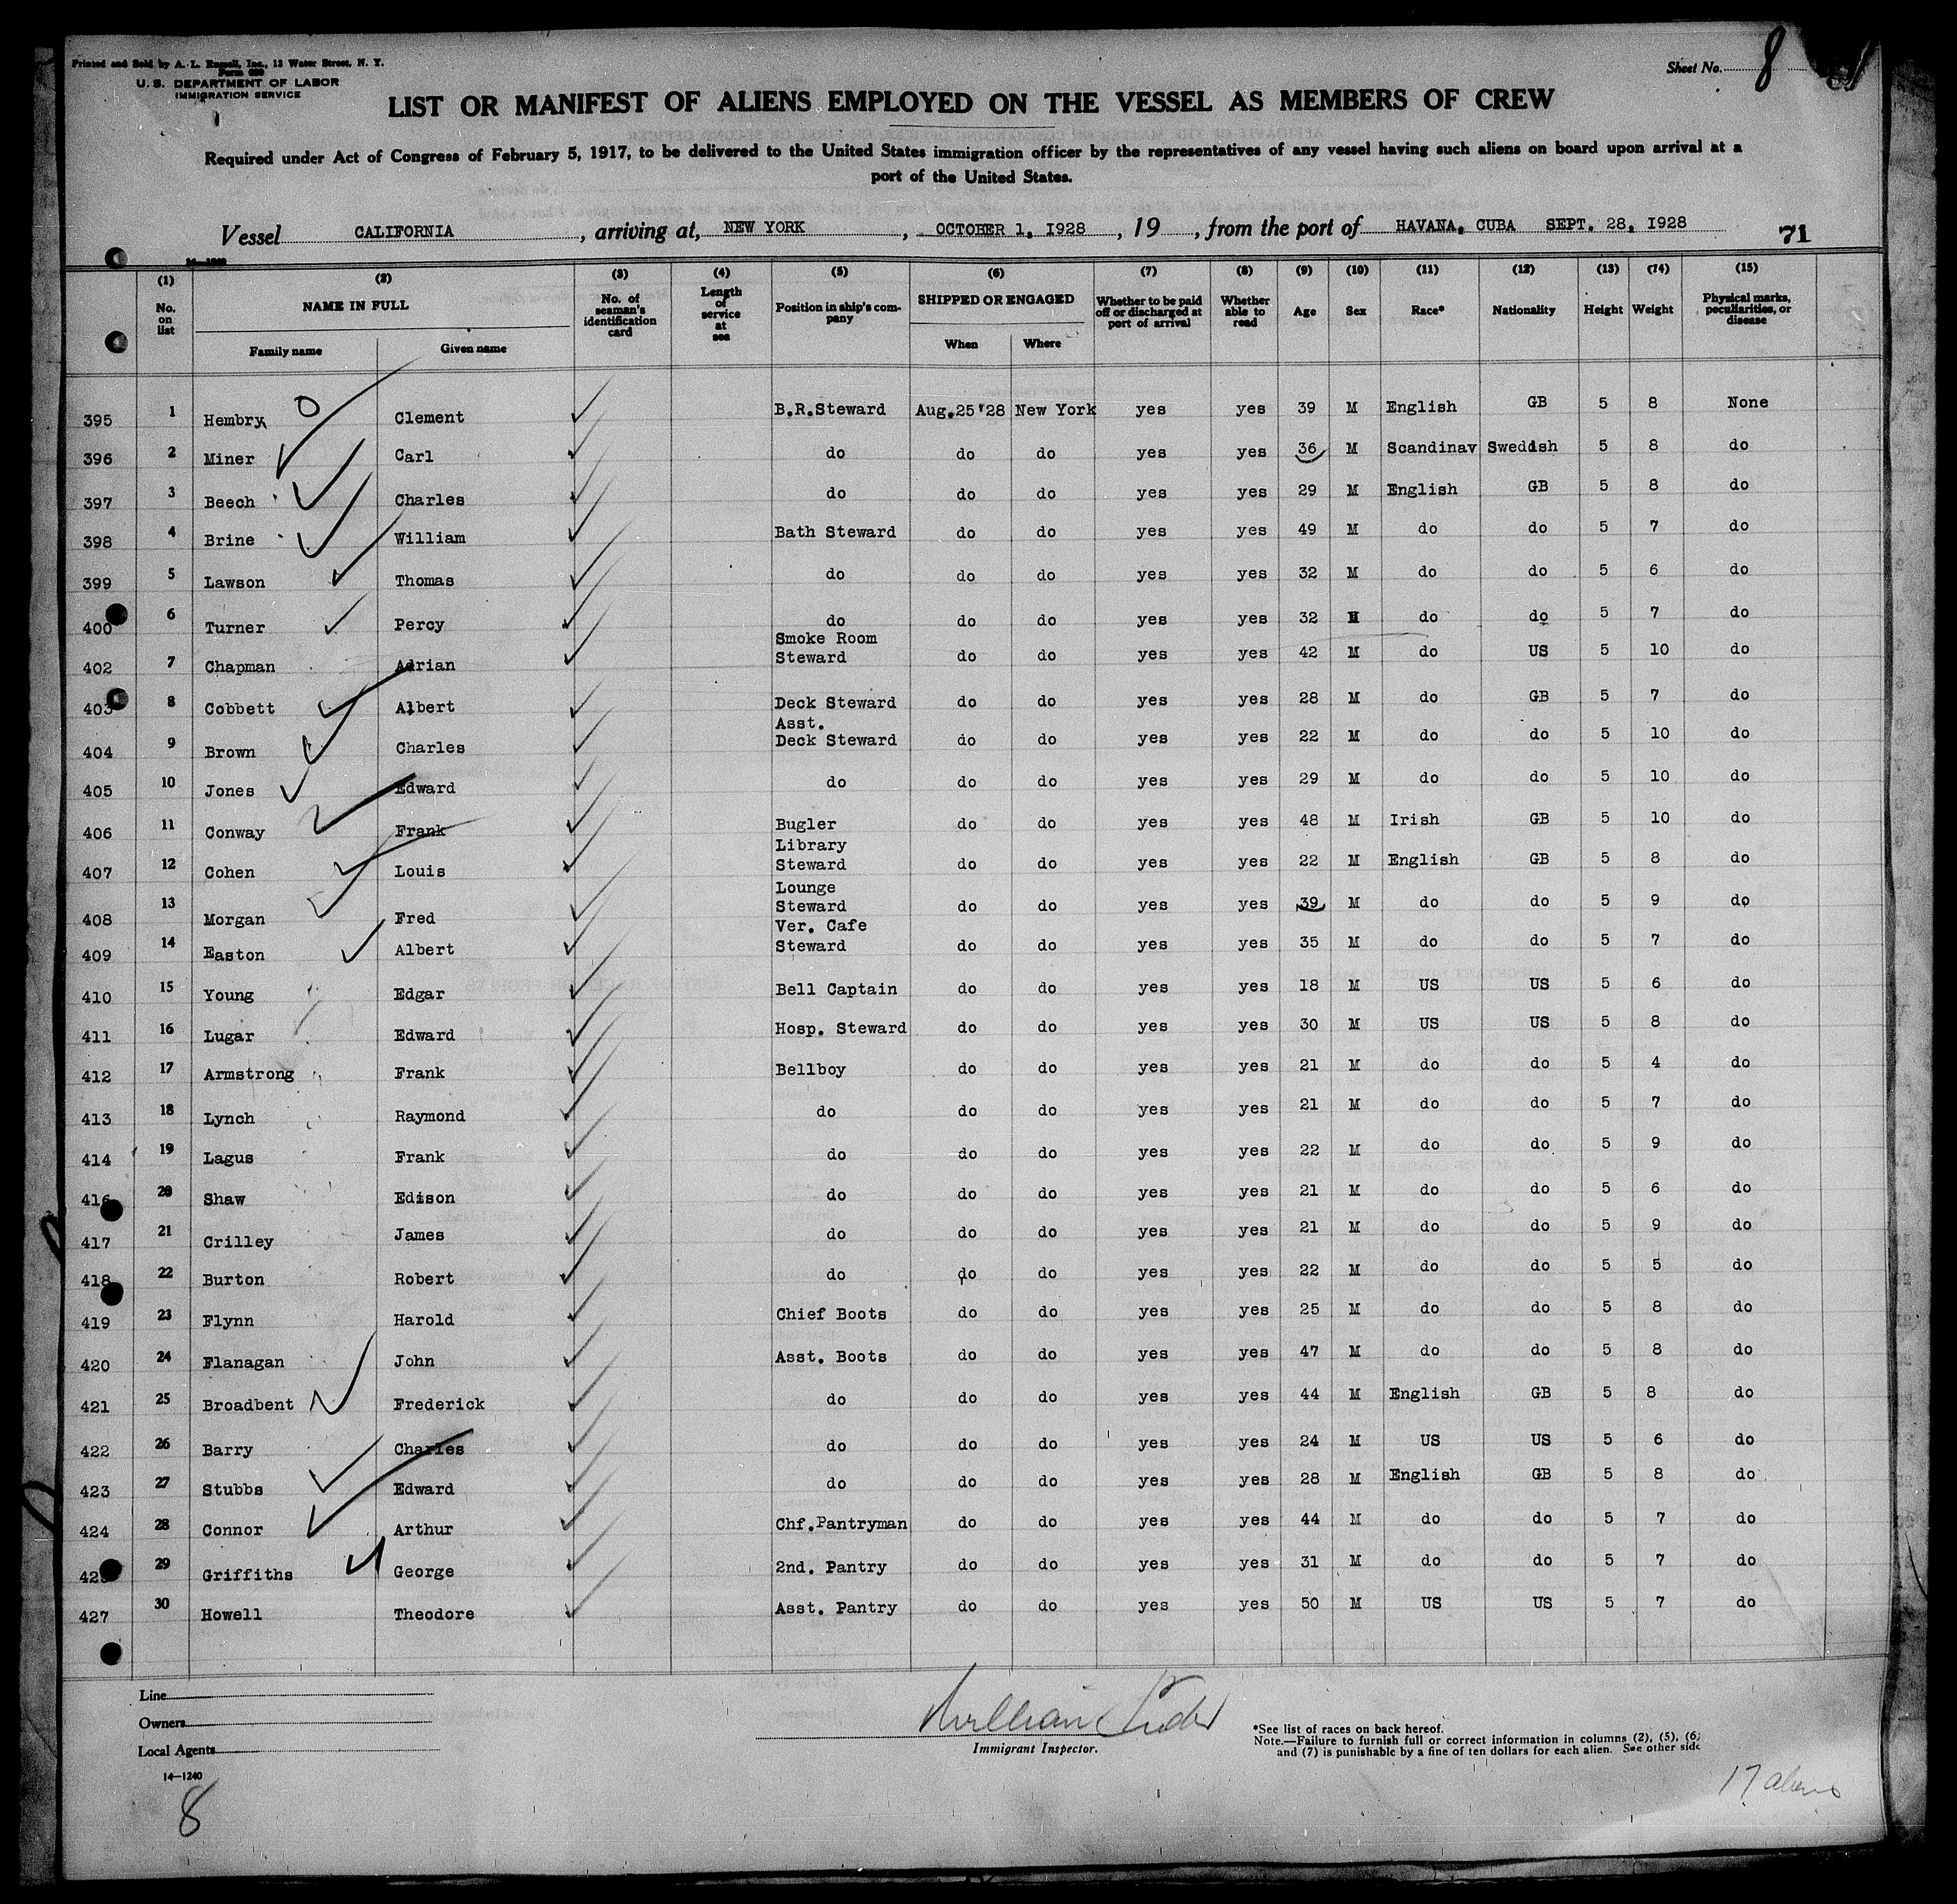 Printed and Sold by A. L. Russell, Inc., 13 Water Street, N. Y.
Form 680
U. S. DEPARTMENT OF LABOR
IMMIGRATION SERVICE
Sheet No. 8
LIST OR MANIFEST OF ALIENS EMPLOYED ON THE VESSEL AS MEMBERS OF CREW
Required under Act of Congress of February 5, 1917, to be delivered to the United States immigration officer by the representatives of any vessel having such aliens on board upon arrival at a
port of the United States.
Vessel CALIFORNIA, arriving at, NEW YORK, OCTOBER 1, 1928, 19, from the port of HAVANA, CUBA SEPT. 28, 1928
71
(1) No. on list (2) NAME IN FULL Family name Given name (3) No. of seaman's identification card (4) Length of service at sea (5) Position in ship's company (6) SHIPPED OR ENGAGED When Where (7) Whether to be paid off or discharged at port of arrival (8) Whether able to read (9) Age (10) Sex (11) Race* (12) Nationality (13) Height (14) Weight (15) Physical marks, peculiarities, or disease
395 1 Hembry Clement B.R.Steward Aug.25'28 New York yes yes 39 M English GB 5 8 None
396 2 Miner Carl do do do yes yes 36 M Scandinav Swedish 5 8 do
397 3 Beech Charles do do do yes yes 29 M English GB 5 8 do
398 4 Brine William Bath Steward do do yes yes 49 M do do 5 7 do
399 5 Lawson Thomas do do do yes yes 32 M do do 5 6 do
400 6 Turner Percy do do do yes yes 32 M do do 5 7 do
402 7 Chapman Adrian Smoke Room Steward do do yes yes 42 M do US 5 10 do
403 8 Cobbett Albert Deck Steward do do yes yes 28 M do GB 5 7 do
404 9 Brown Charles Asst. Deck Steward do do yes yes 22 M do do 5 10 do
405 10 Jones Edward do do do yes yes 29 M do do 5 10 do
406 11 Conway Frank Bugler do do yes yes 48 M Irish GB 5 10 do
407 12 Cohen Louis Library Steward do do yes yes 22 M English GB 5 8 do
408 13 Morgan Fred Lounge Steward do do yes yes 39 M do do 5 9 do
409 14 Easton Albert Ver. Cafe Steward do do yes yes 35 M do do 5 7 do
410 15 Young Edgar Bell Captain do do yes yes 18 M US US 5 6 do
411 16 Lugar Edward Hosp. Steward do do yes yes 30 M US US 5 8 do
412 17 Armstrong Frank Bellboy do do yes yes 21 M do do 5 4 do
413 18 Lynch Raymond do do do yes yes 21 M do do 5 7 do
414 19 Lagus Frank do do do yes yes 22 M do do 5 9 do
416 20 Shaw Edison do do do yes yes 21 M do do 5 6 do
417 21 Crilley James do do do yes yes 21 M do do 5 9 do
418 22 Burton Robert do do do yes yes 22 M do do 5 5 do
419 23 Flynn Harold Chief Boots do do yes yes 25 M do do 5 8 do
420 24 Flanagan John Asst. Boots do do yes yes 47 M do do 5 8 do
421 25 Broadbent Frederick do do do yes yes 44 M English GB 5 8 do
422 26 Barry Charles do do do yes yes 24 M US US 5 6 do
423 27 Stubbs Edward do do do yes yes 28 M English GB 5 8 do
424 28 Connor Arthur Chf.Pantryman do do yes yes 44 M do do 5 7 do
29 Griffiths George 2nd. Pantry do do yes yes 31 M do do 5 7 do
427 30 Howell Theodore Asst. Pantry do do yes yes 50 M US US 5 7 do
Line
Owners
Local Agents
14—1240
8
William
Immigrant Inspector.
*See list of races on back hereof.
Note.—Failure to furnish full or correct information in columns (2), (5), (6)
and (7) is punishable by a fine of ten dollars for each alien. See other side
17 aliens